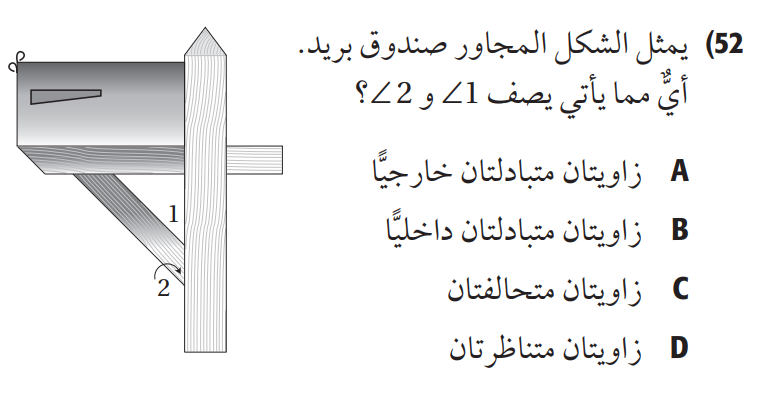 52) يمثل الشكل المجاور صندوق بريد.
أيٌّ مما يأتي يصف 1∠ و 2∠؟
A زاويتان متبادلتان خارجيًّا
B زاويتان متبادلتان داخليًّا
C زاويتان متحالفتان
D زاويتان متناظرتان
1
2